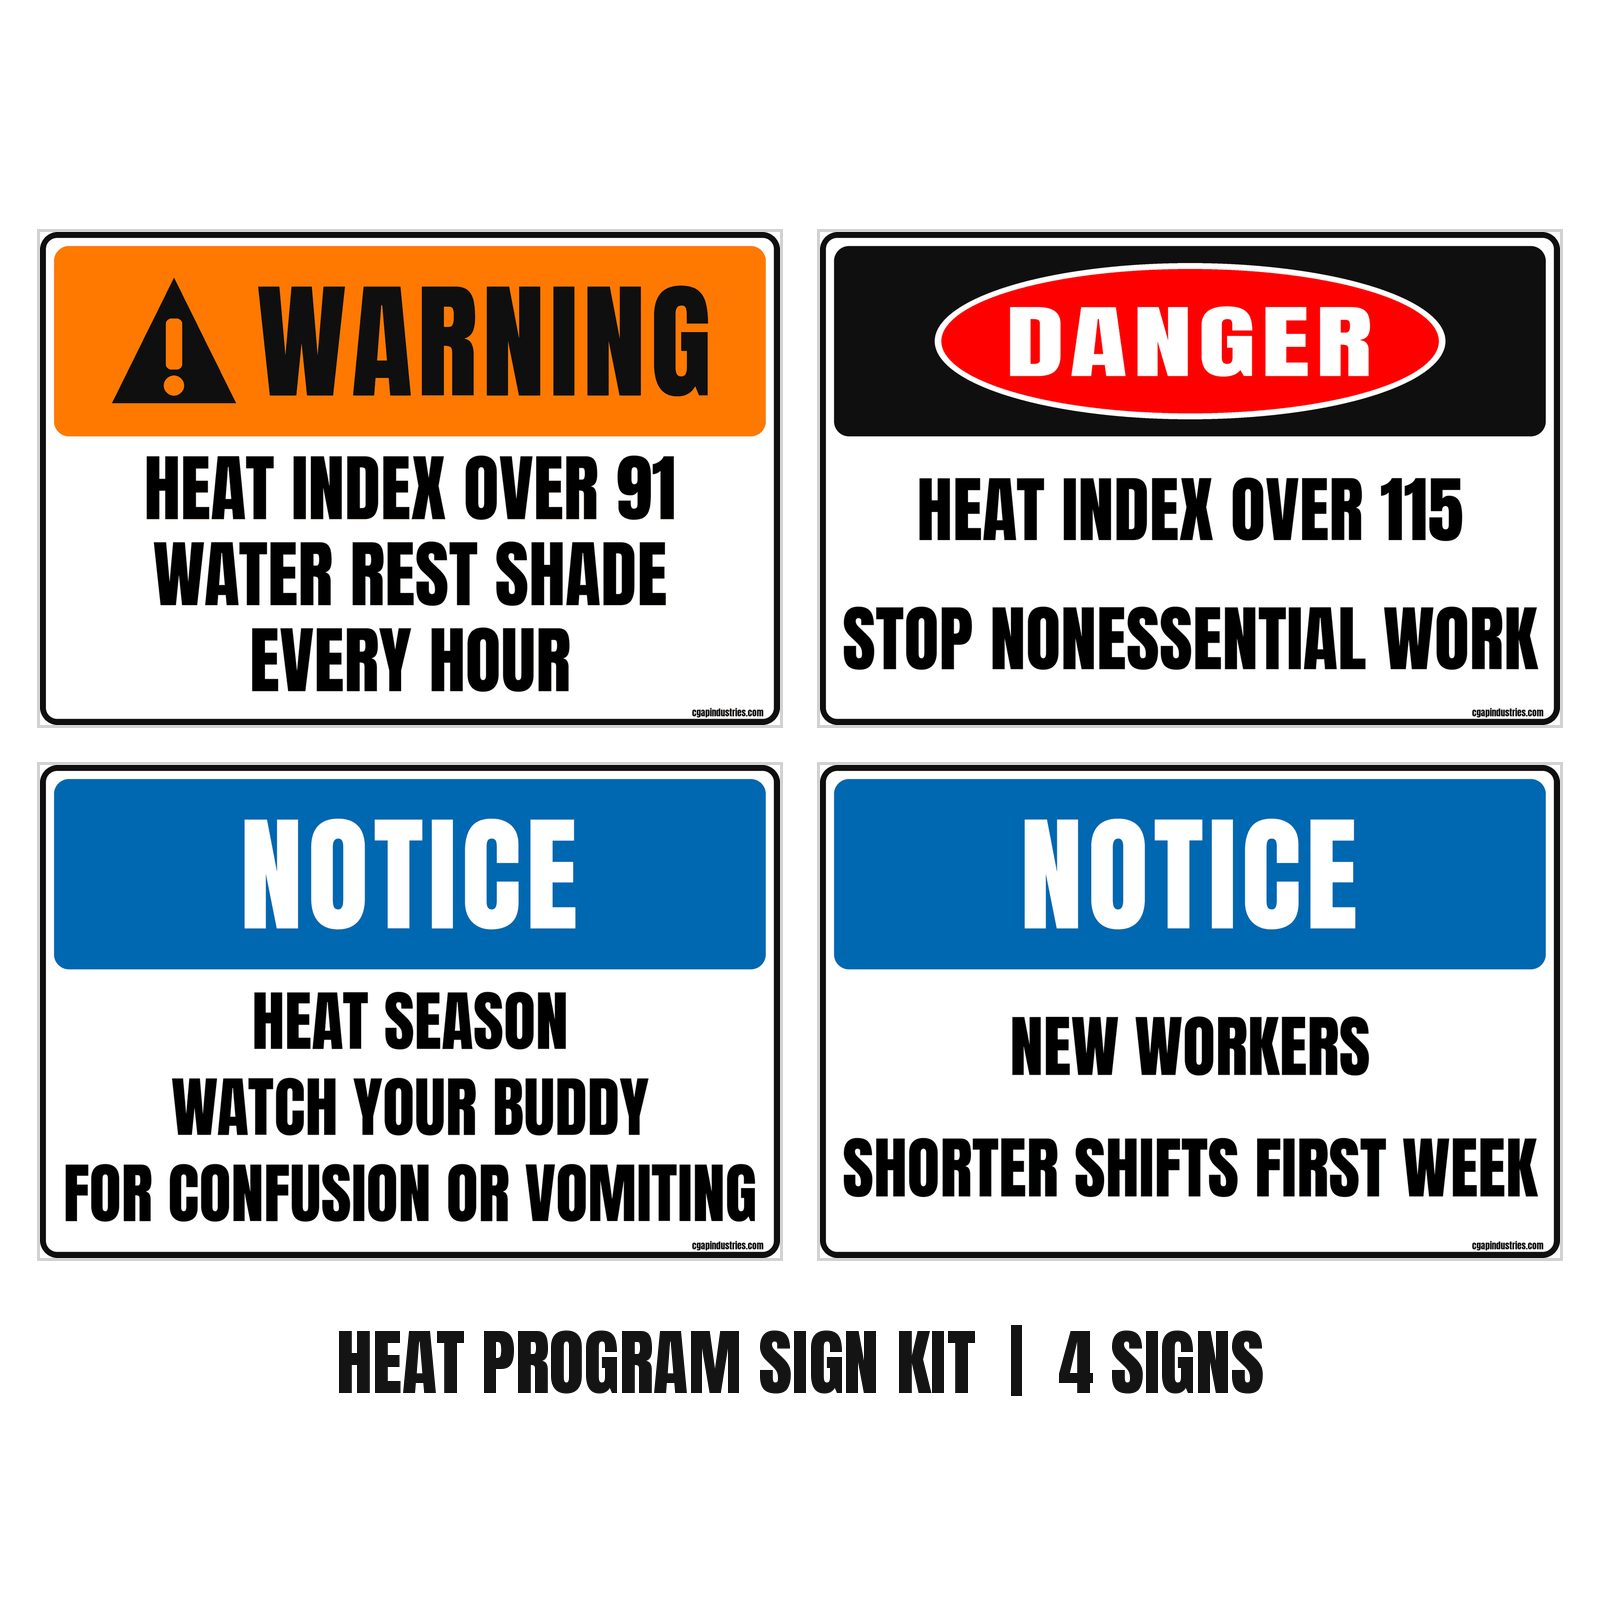 WARNING
HEAT INDEX OVER 91
WATER REST SHADE
EVERY HOUR
cgapindustries.com
DANGER
HEAT INDEX OVER 115
STOP NONESSENTIAL WORK
cgapindustries.com
NOTICE
HEAT SEASON
WATCH YOUR BUDDY
FOR CONFUSION OR VOMITING
cgapindustries.com
NOTICE
NEW WORKERS
SHORTER SHIFTS FIRST WEEK
cgapindustries.com
HEAT PROGRAM SIGN KIT | 4 SIGNS